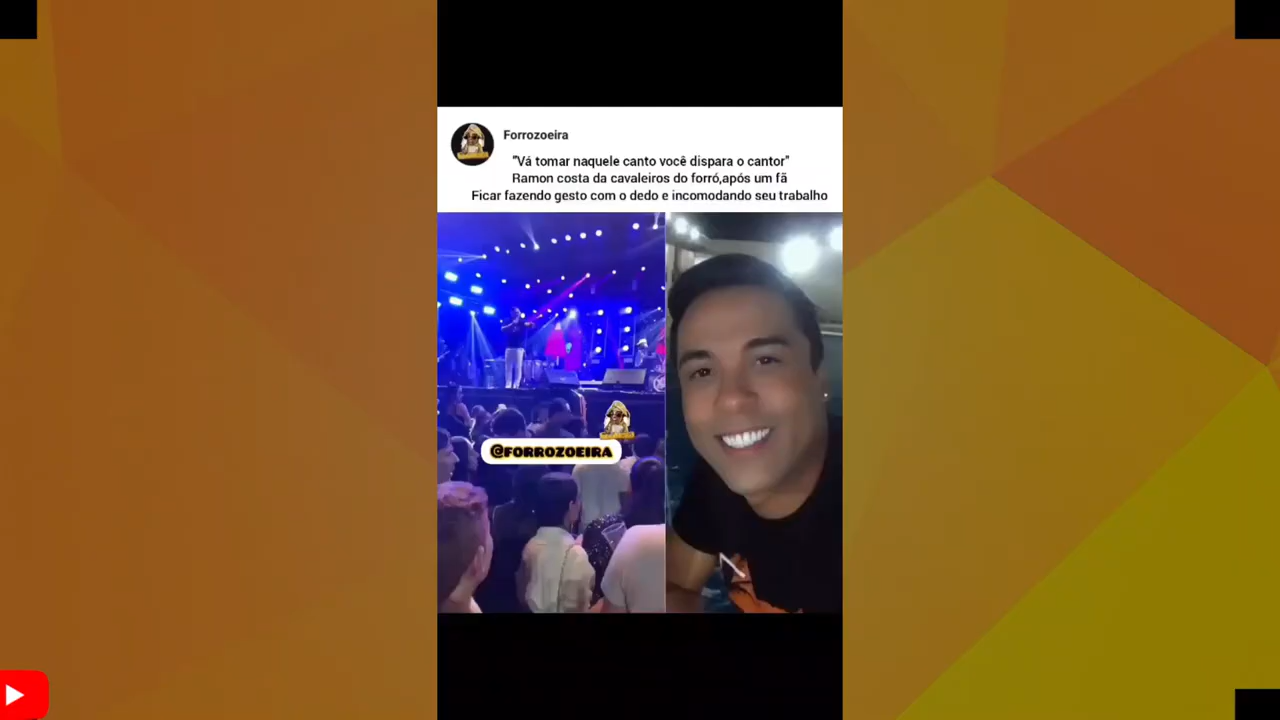 Forrozoeira
"Vá tomar naquele canto você dispara o cantor"
Ramon costa da cavaleiros do forró,após um fã
Ficar fazendo gesto com o dedo e incomodando seu trabalho
@FORROZOEIRA